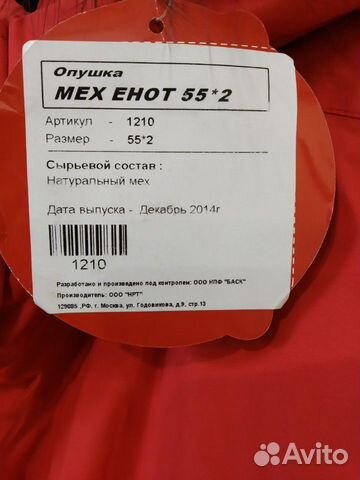 Опушка
МЕХ ЕНОТ 55*2
Артикул - 1210
Размер - 55*2
Сырьевой состав :
Натуральный мех
Дата выпуска - Декабрь 2014г
1210
Разработано и произведено под контролем: ООО НПФ "БАСК"
Производитель: ООО "НРТ"
129085 ,РФ, г. Москва, ул. Годовикова, д.9, стр.13
Avito